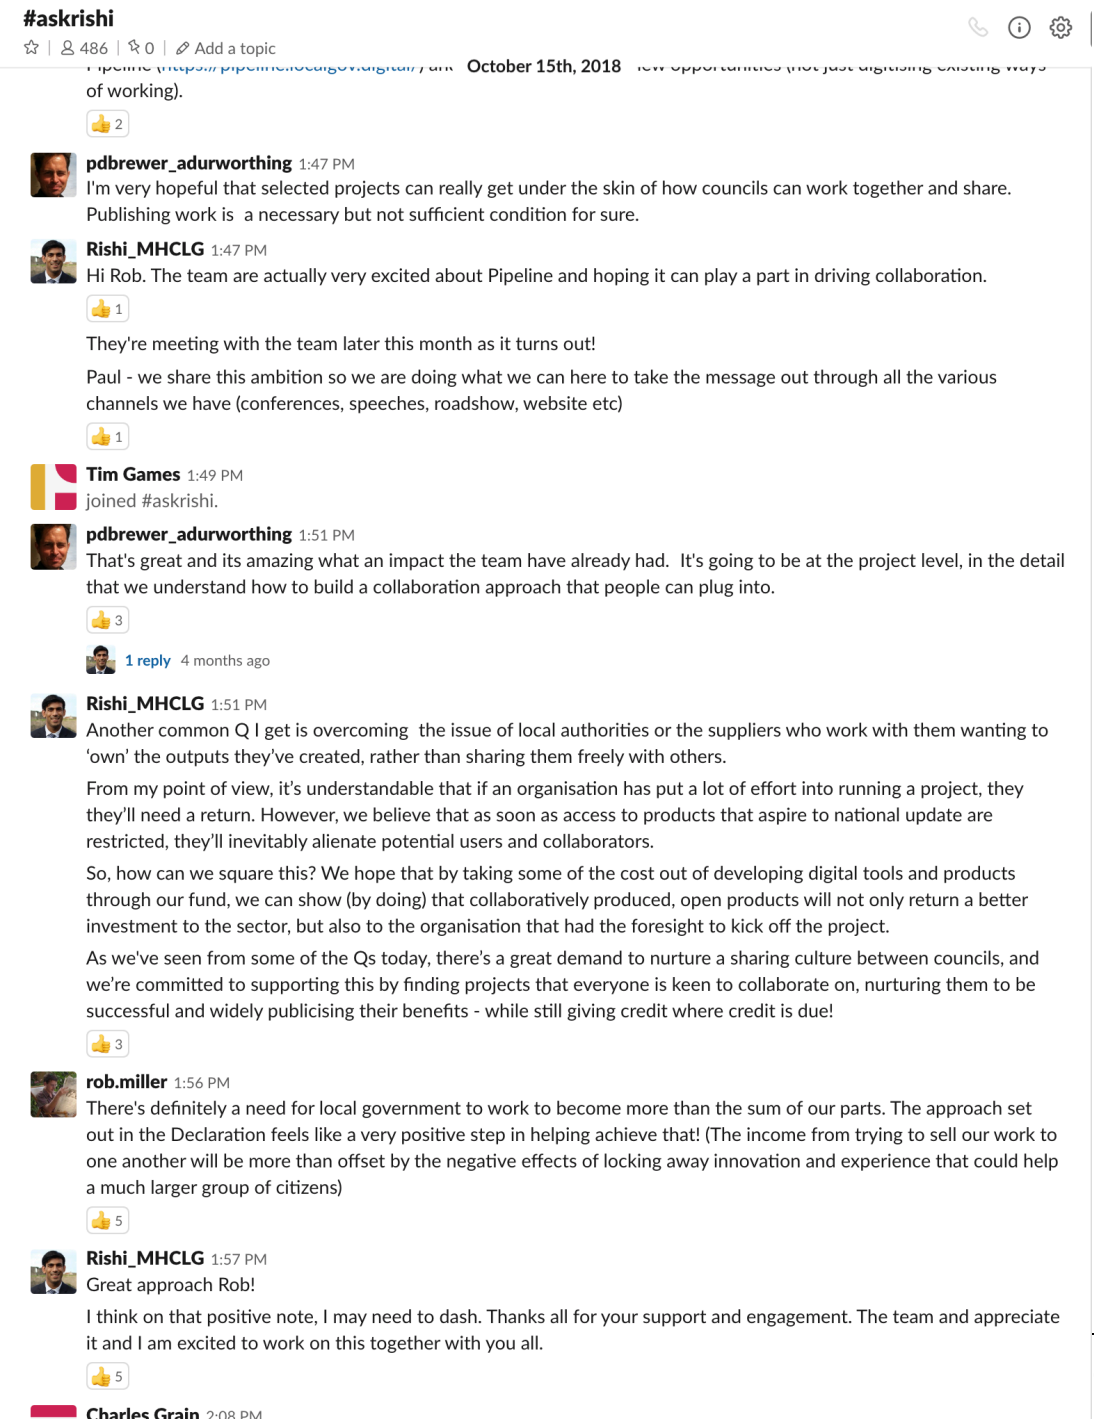 #askrishi
486 | 0 | Add a topic
Pipeline (https://pipeline.localgov.digital/) October 15th, 2018 few opportunities (not just digitising existing ways
of working).
2
pdbrewer_adurworthing 1:47 PM
I'm very hopeful that selected projects can really get under the skin of how councils can work together and share.
Publishing work is  a necessary but not sufficient condition for sure.
Rishi_MHCLG 1:47 PM
Hi Rob. The team are actually very excited about Pipeline and hoping it can play a part in driving collaboration.
1
They're meeting with the team later this month as it turns out!
Paul - we share this ambition so we are doing what we can here to take the message out through all the various
channels we have (conferences, speeches, roadshow, website etc)
1
Tim Games 1:49 PM
joined #askrishi.
pdbrewer_adurworthing 1:51 PM
That's great and its amazing what an impact the team have already had.  It's going to be at the project level, in the detail
that we understand how to build a collaboration approach that people can plug into.
3
1 reply 4 months ago
Rishi_MHCLG 1:51 PM
Another common Q I get is overcoming  the issue of local authorities or the suppliers who work with them wanting to
‘own’ the outputs they’ve created, rather than sharing them freely with others.
From my point of view, it’s understandable that if an organisation has put a lot of effort into running a project, they
they’ll need a return. However, we believe that as soon as access to products that aspire to national update are
restricted, they’ll inevitably alienate potential users and collaborators.
So, how can we square this? We hope that by taking some of the cost out of developing digital tools and products
through our fund, we can show (by doing) that collaboratively produced, open products will not only return a better
investment to the sector, but also to the organisation that had the foresight to kick off the project.
As we've seen from some of the Qs today, there’s a great demand to nurture a sharing culture between councils, and
we’re committed to supporting this by finding projects that everyone is keen to collaborate on, nurturing them to be
successful and widely publicising their benefits - while still giving credit where credit is due!
3
rob.miller 1:56 PM
There's definitely a need for local government to work to become more than the sum of our parts. The approach set
out in the Declaration feels like a very positive step in helping achieve that! (The income from trying to sell our work to
one another will be more than offset by the negative effects of locking away innovation and experience that could help
a much larger group of citizens)
5
Rishi_MHCLG 1:57 PM
Great approach Rob!
I think on that positive note, I may need to dash. Thanks all for your support and engagement. The team and appreciate
it and I am excited to work on this together with you all.
5
Charles Grain 2:08 PM